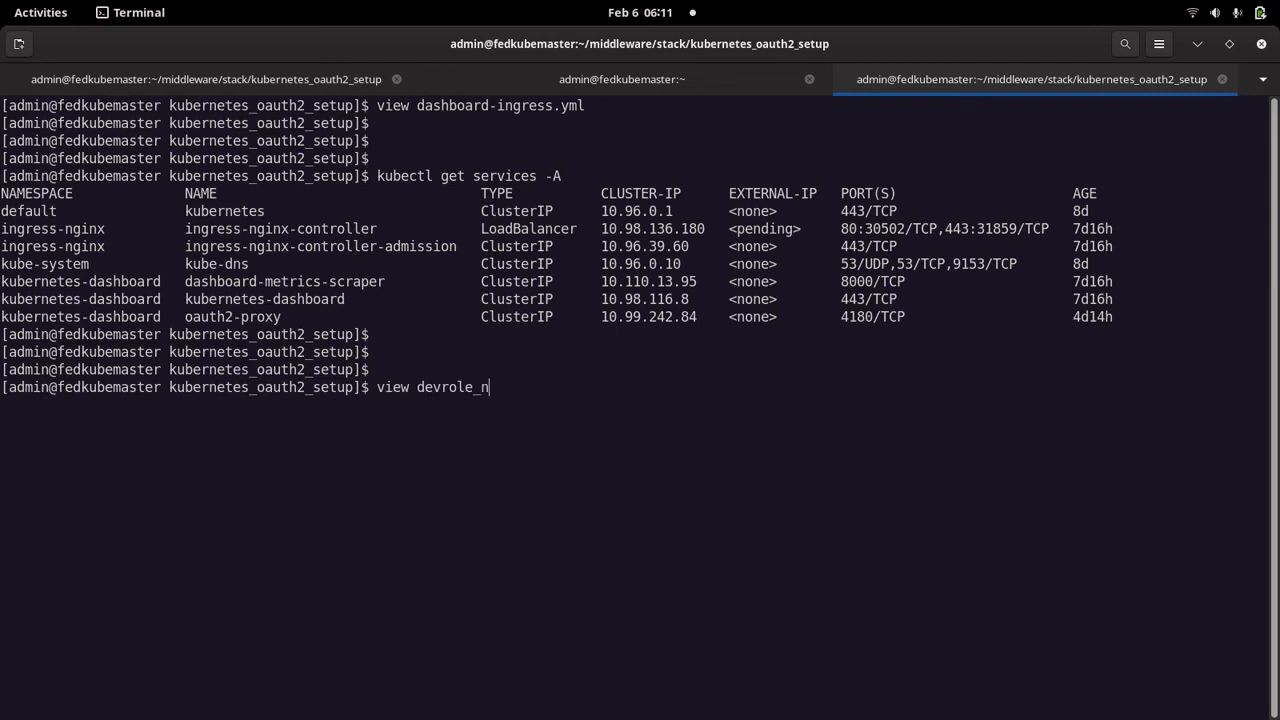 Activities Terminal Feb 6 06:11
admin@fedkubemaster:~/middleware/stack/kubernetes_oauth2_setup
admin@fedkubemaster:~/middleware/stack/kubernetes_oauth2_setup admin@fedkubemaster:~ admin@fedkubemaster:~/middleware/stack/kubernetes_oauth2_setup
[admin@fedkubemaster kubernetes_oauth2_setup]$ view dashboard-ingress.yml
[admin@fedkubemaster kubernetes_oauth2_setup]$
[admin@fedkubemaster kubernetes_oauth2_setup]$
[admin@fedkubemaster kubernetes_oauth2_setup]$
[admin@fedkubemaster kubernetes_oauth2_setup]$ kubectl get services -A
NAMESPACE NAME TYPE CLUSTER-IP EXTERNAL-IP PORT(S) AGE
default kubernetes ClusterIP 10.96.0.1 <none> 443/TCP 8d
ingress-nginx ingress-nginx-controller LoadBalancer 10.98.136.180 <pending> 80:30502/TCP,443:31859/TCP 7d16h
ingress-nginx ingress-nginx-controller-admission ClusterIP 10.96.39.60 <none> 443/TCP 7d16h
kube-system kube-dns ClusterIP 10.96.0.10 <none> 53/UDP,53/TCP,9153/TCP 8d
kubernetes-dashboard dashboard-metrics-scraper ClusterIP 10.110.13.95 <none> 8000/TCP 7d16h
kubernetes-dashboard kubernetes-dashboard ClusterIP 10.98.116.8 <none> 443/TCP 7d16h
kubernetes-dashboard oauth2-proxy ClusterIP 10.99.242.84 <none> 4180/TCP 4d14h
[admin@fedkubemaster kubernetes_oauth2_setup]$
[admin@fedkubemaster kubernetes_oauth2_setup]$
[admin@fedkubemaster kubernetes_oauth2_setup]$
[admin@fedkubemaster kubernetes_oauth2_setup]$ view devrole_n